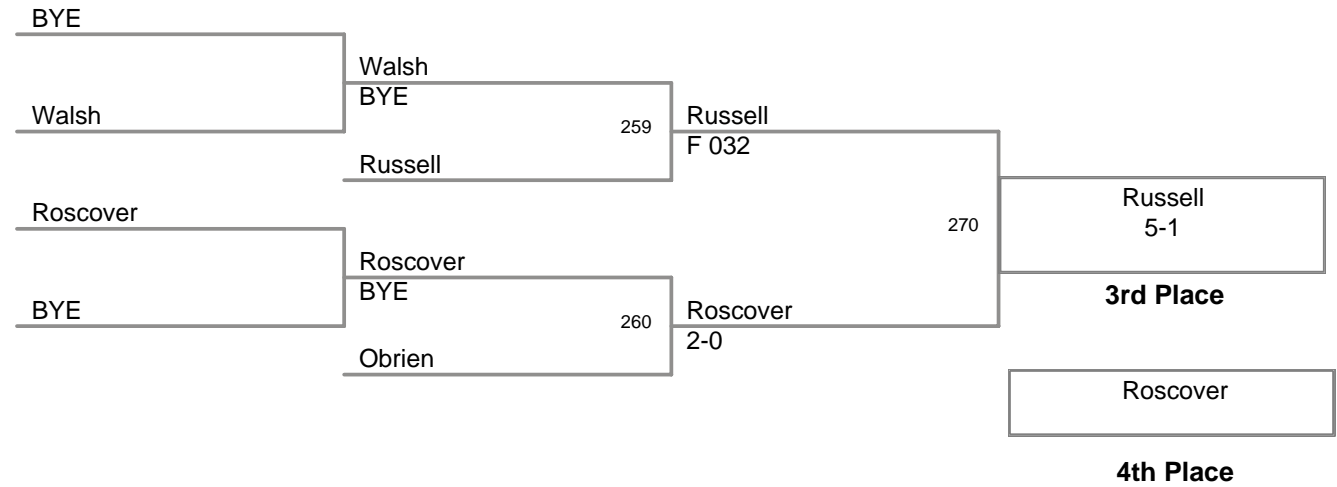 BYE
Walsh
Walsh
BYE
259
Russell
Russell
F 032
Roscover
Roscover
BYE
BYE
260
Obrien
Roscover
2-0
270
Russell
5-1
3rd Place
Roscover
4th Place